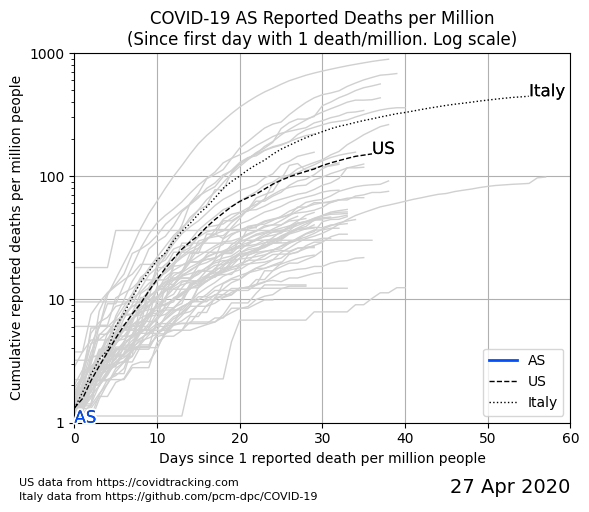 COVID-19 AS Reported Deaths per Million
(Since first day with 1 death/million. Log scale)
Cumulative reported deaths per million people
1000
100
10
1
Italy
US
AS
AS
US
Italy
0 10 20 30 40 50 60
Days since 1 reported death per million people
US data from https://covidtracking.com
Italy data from https://github.com/pcm-dpc/COVID-19
27 Apr 2020